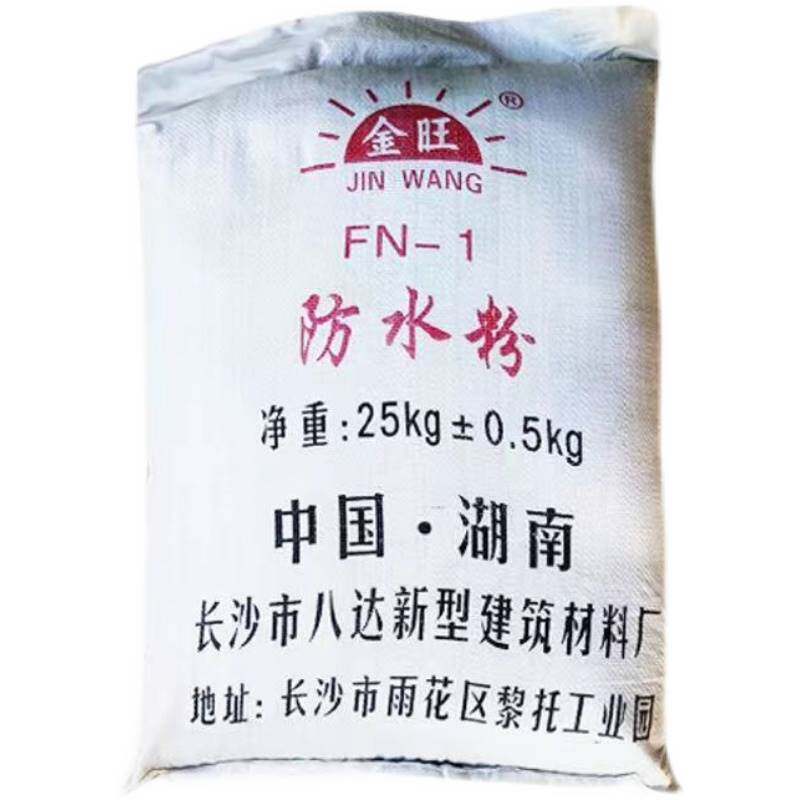 金旺®
JIN WANG
FN-1
防水粉
净重:25kg±0.5kg
中国·湖南
长沙市八达新型建筑材料厂
地址:长沙市雨花区黎托工业园